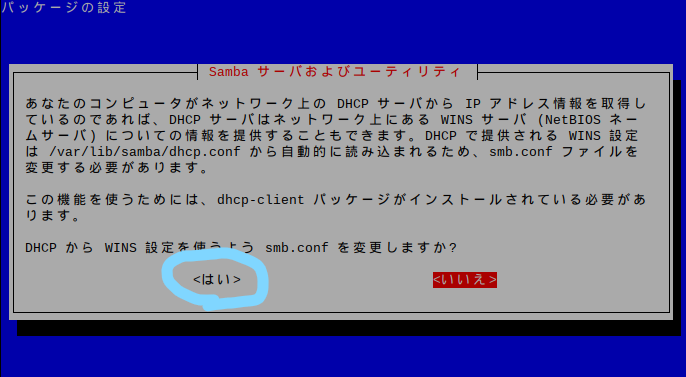 パッケージの設定
Samba サーバおよびユーティリティ
あなたのコンピュータがネットワーク上の DHCP サーバから IP アドレス情報を取得し
ているのであれば、DHCP サーバはネットワーク上にある WINS サーバ (NetBIOS ネー
ムサーバ) についての情報を提供することもできます。DHCP で提供される WINS 設定
は /var/lib/samba/dhcp.conf から自動的に読み込まれるため、smb.conf ファイルを
変更する必要があります。
この機能を使うためには、dhcp-client パッケージがインストールされている必要があ
ります。
DHCP から WINS 設定を使うよう smb.conf を変更しますか?
<はい> <いいえ>